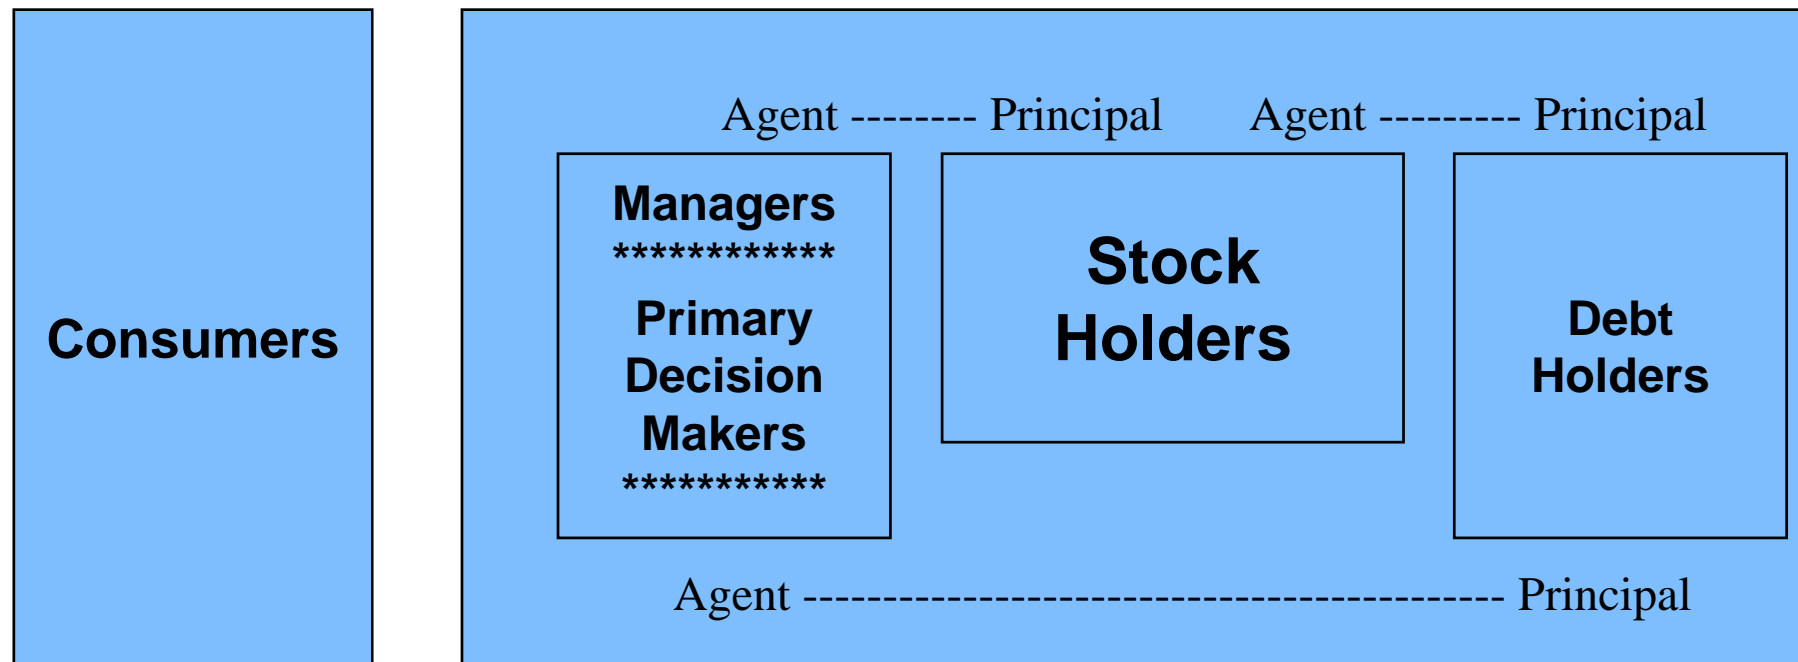 Consumers
Agent -------- Principal
Agent --------- Principal
Managers
************
Primary
Decision
Makers
***********
Stock
Holders
Debt
Holders
Agent -------------------------------------------- Principal